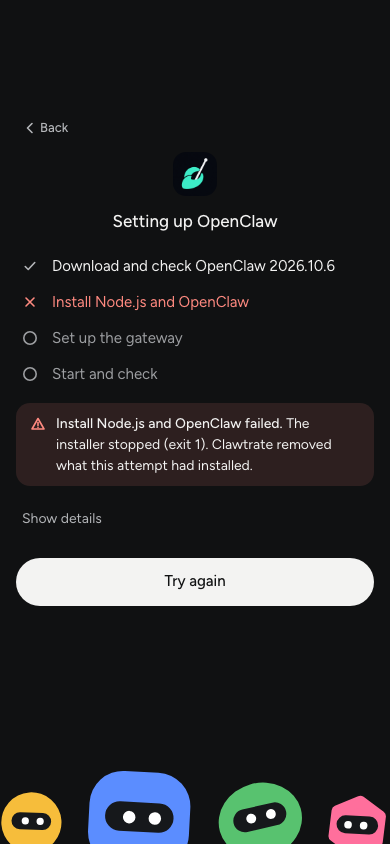 Back
Setting up OpenClaw
Download and check OpenClaw 2026.10.6
Install Node.js and OpenClaw
Set up the gateway
Start and check
Install Node.js and OpenClaw failed. The
installer stopped (exit 1). Clawtrate removed
what this attempt had installed.
Show details
Try again